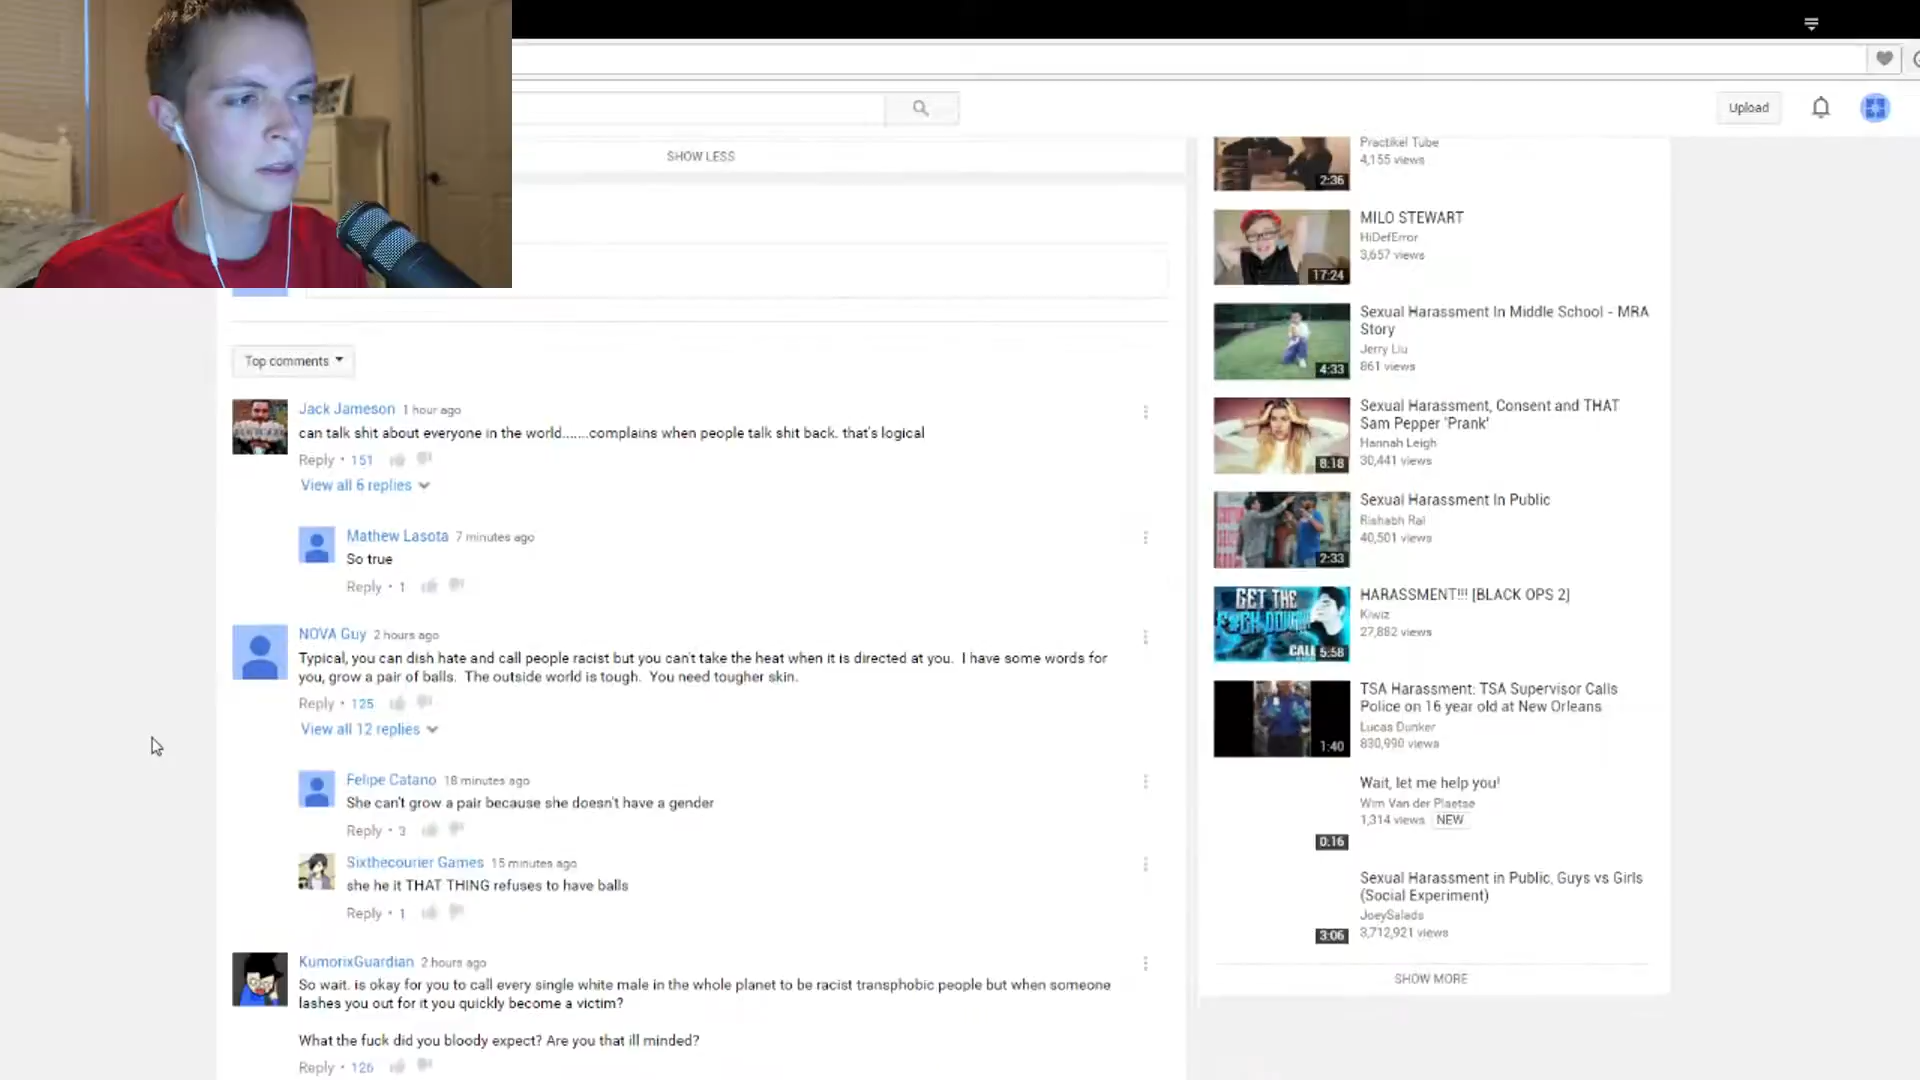 Upload
SHOW LESS
Top comments
Jack Jameson 1 hour ago
can talk shit about everyone in the world.......complains when people talk shit back. that's logical
Reply • 151
View all 6 replies
Mathew Lasota 7 minutes ago
So true
Reply • 1
NOVA Guy 2 hours ago
Typical, you can dish hate and call people racist but you can't take the heat when it is directed at you. I have some words for
you, grow a pair of balls. The outside world is tough. You need tougher skin.
Reply • 125
View all 12 replies
Felipe Catano 18 minutes ago
She can't grow a pair because she doesn't have a gender
Reply • 3
Sixthecourier Games 15 minutes ago
she he it THAT THING refuses to have balls
Reply • 1
KumorixGuardian 2 hours ago
So wait. is okay for you to call every single white male in the whole planet to be racist transphobic people but when someone
lashes you out for it you quickly become a victim?
What the fuck did you bloody expect? Are you that ill minded?
Reply • 126
Practikel Tube
4,155 views
2:36
MILO STEWART
HiDefError
3,657 views
17:24
Sexual Harassment In Middle School - MRA
Story
Jerry Liu
861 views
4:33
Sexual Harassment, Consent and THAT
Sam Pepper 'Prank'
Hannah Leigh
30,441 views
8:18
Sexual Harassment In Public
Rishabh Rai
40,501 views
2:33
HARASSMENT!!! [BLACK OPS 2]
Kiwiz
27,882 views
GET THE
F*CK DOWN
CALL
5:58
TSA Harassment: TSA Supervisor Calls
Police on 16 year old at New Orleans
Lucas Dunker
830,990 views
1:40
Wait, let me help you!
Wim Van der Plaetse
1,314 views NEW
0:16
Sexual Harassment in Public, Guys vs Girls
(Social Experiment)
JoeySalads
3,712,921 views
3:06
SHOW MORE